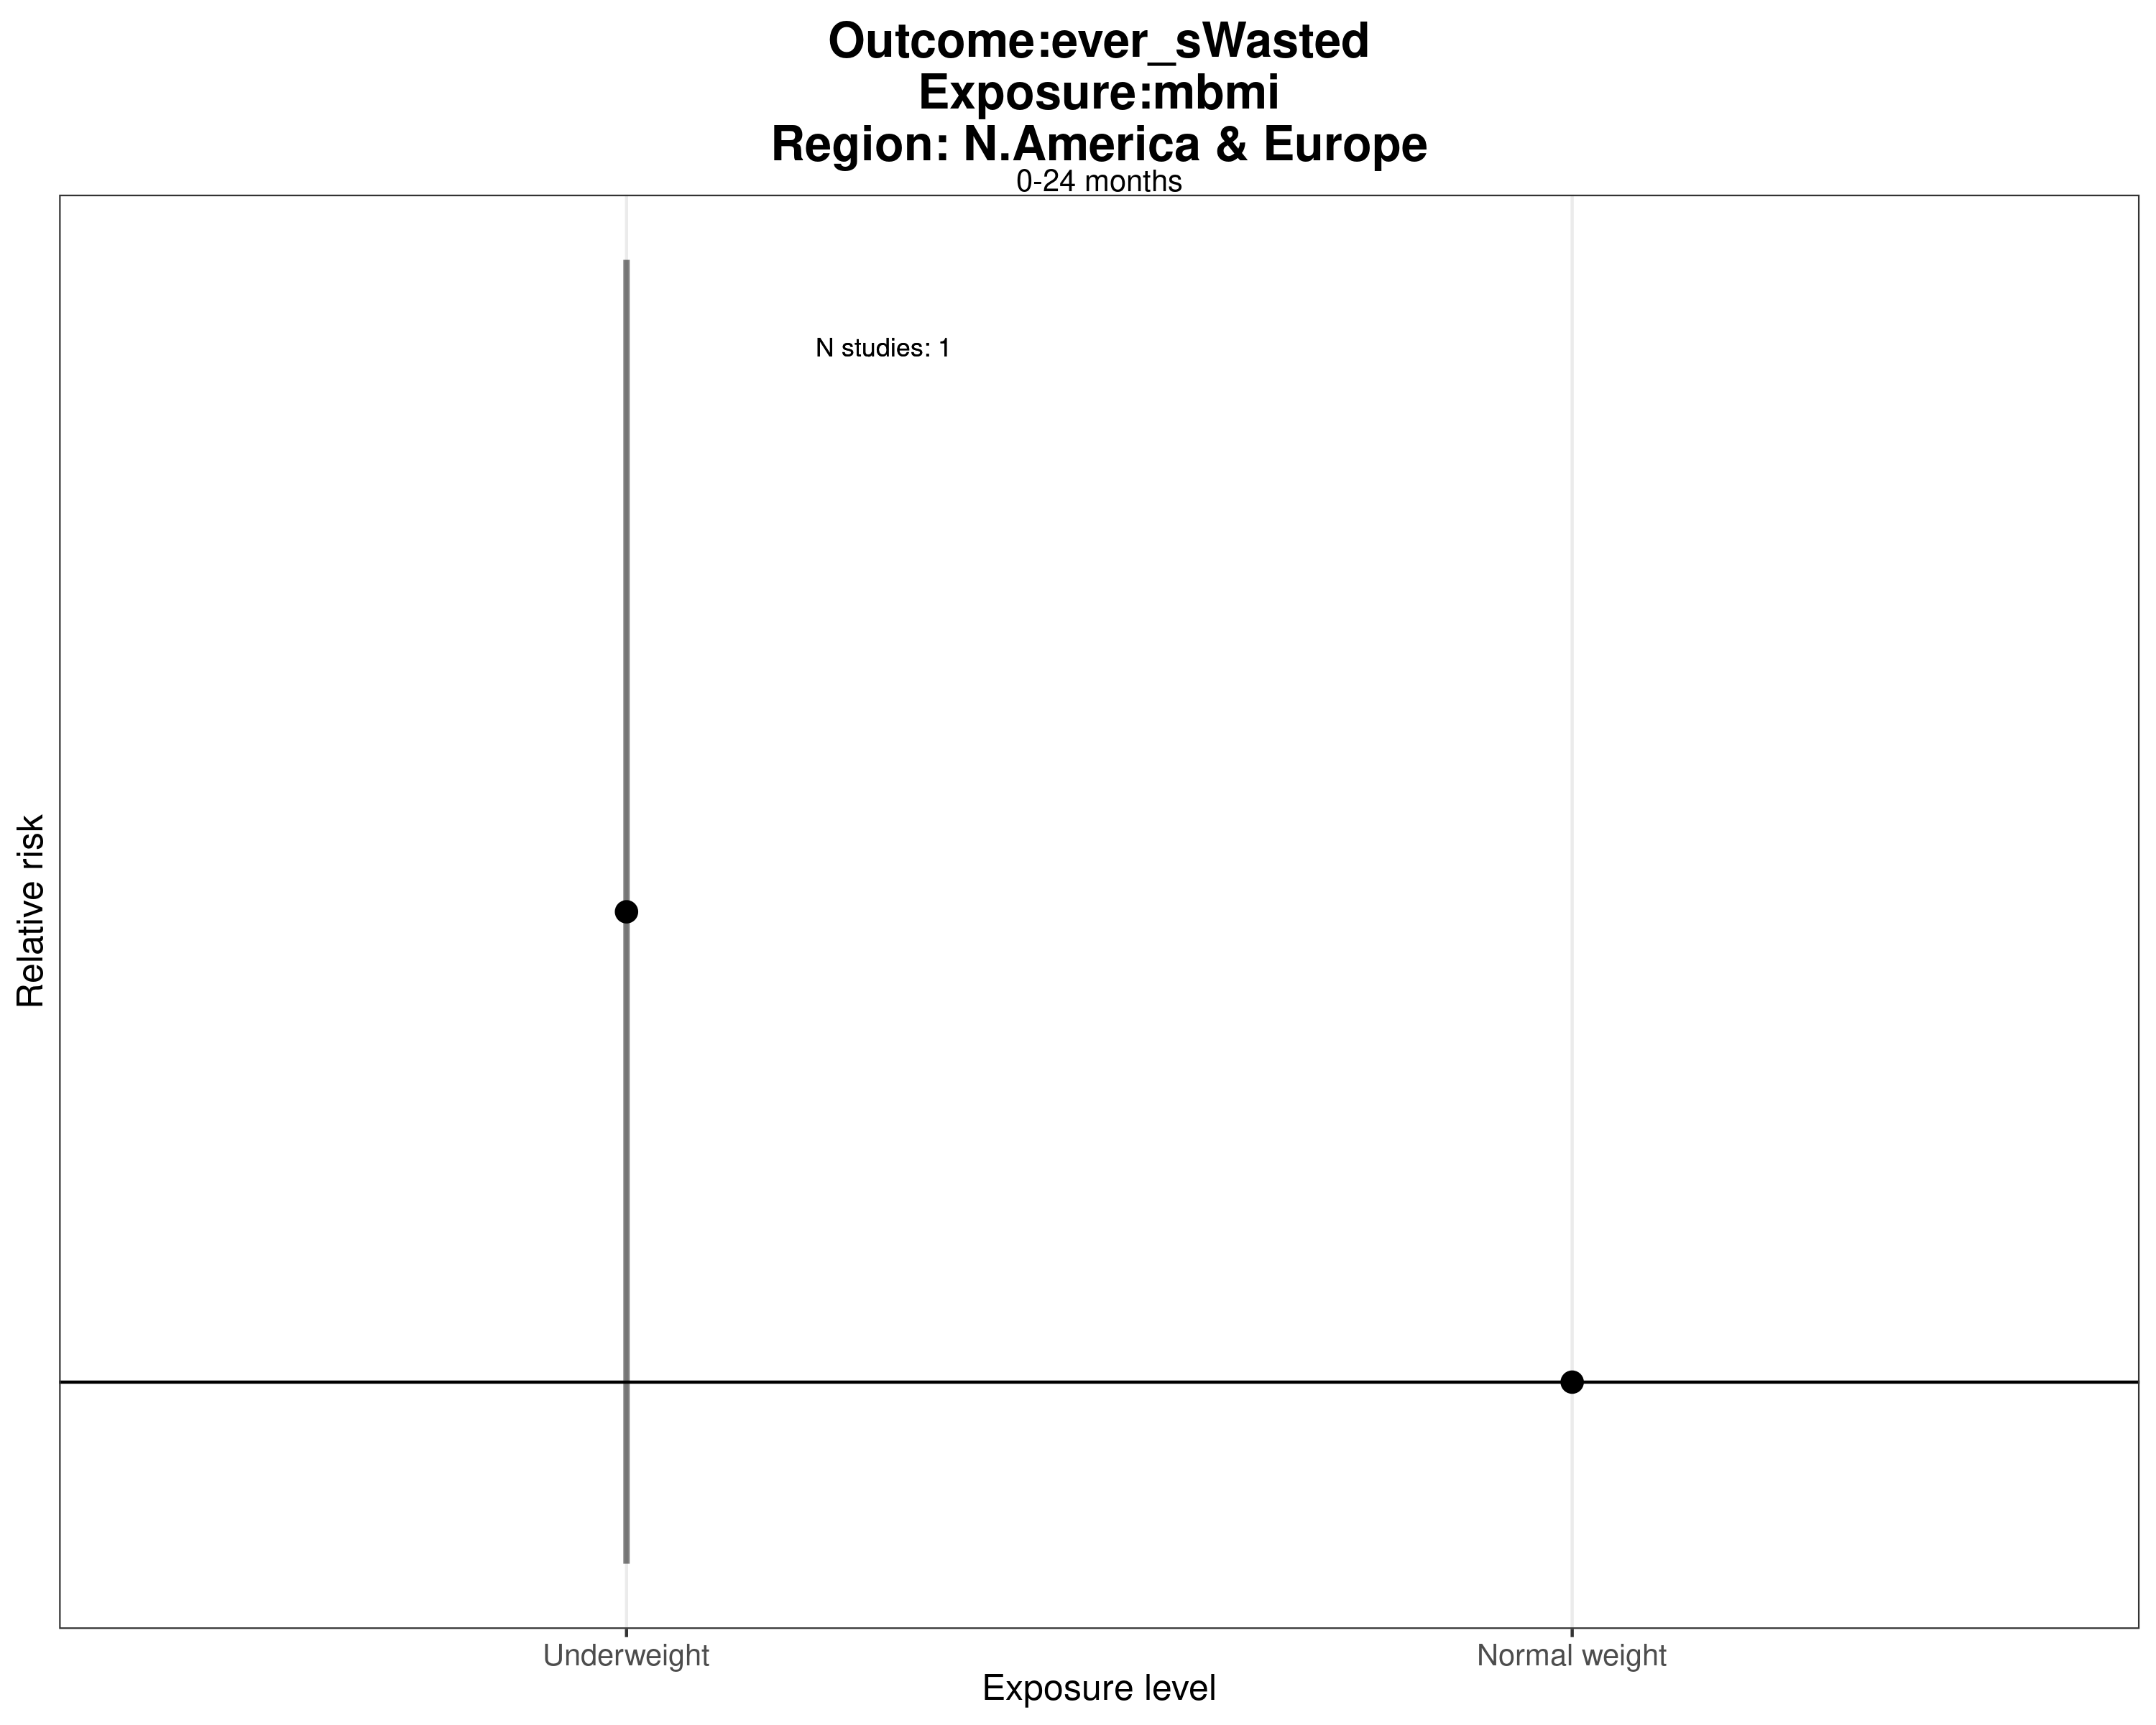 Outcome:ever_sWasted
Exposure:mbmi
Region: N.America & Europe
0-24 months
N studies: 1
Relative risk
Underweight
Normal weight
Exposure level